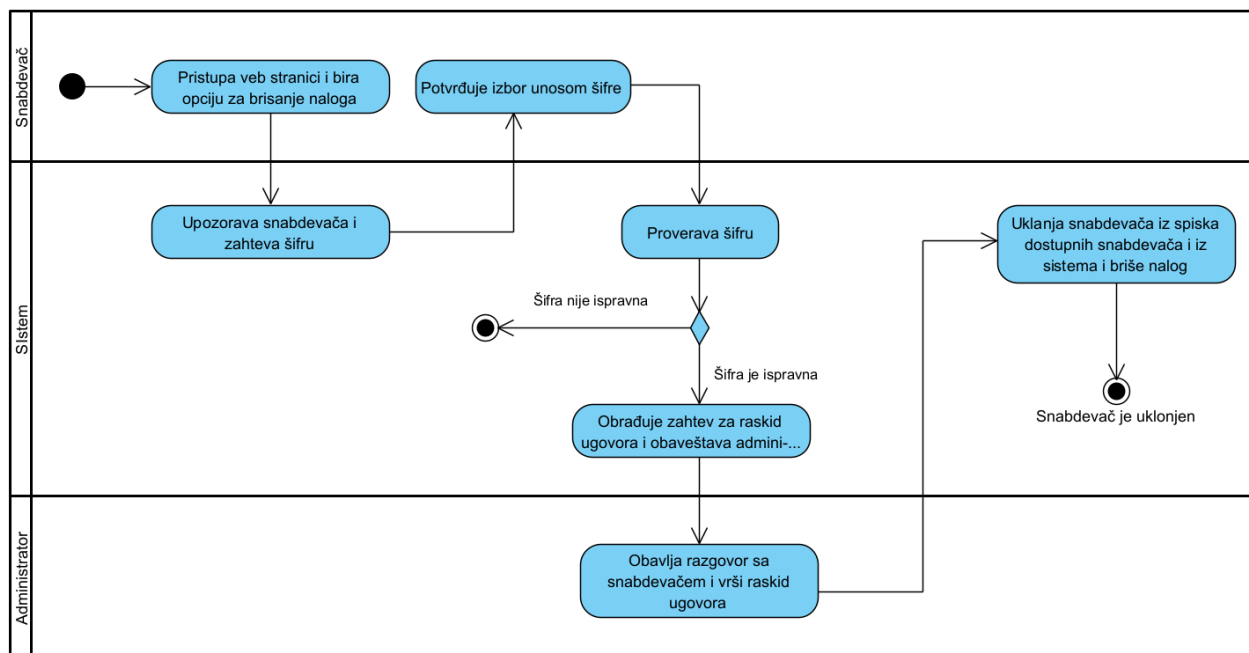 Snabdevač
Pristupa veb stranici i bira
opciju za brisanje naloga
Potvrđuje izbor unosom šifre
SIstem
Upozorava snabdevača i
zahteva šifru
Proverava šifru
Uklanja snabdevača iz spiska
dostupnih snabdevača i iz
sistema i briše nalog
Šifra nije ispravna
Šifra je ispravna
Snabdevač je uklonjen
Obrađuje zahtev za raskid
ugovora i obaveštava admini-...
Administrator
Obavlja razgovor sa
snabdevačem i vrši raskid
ugovora